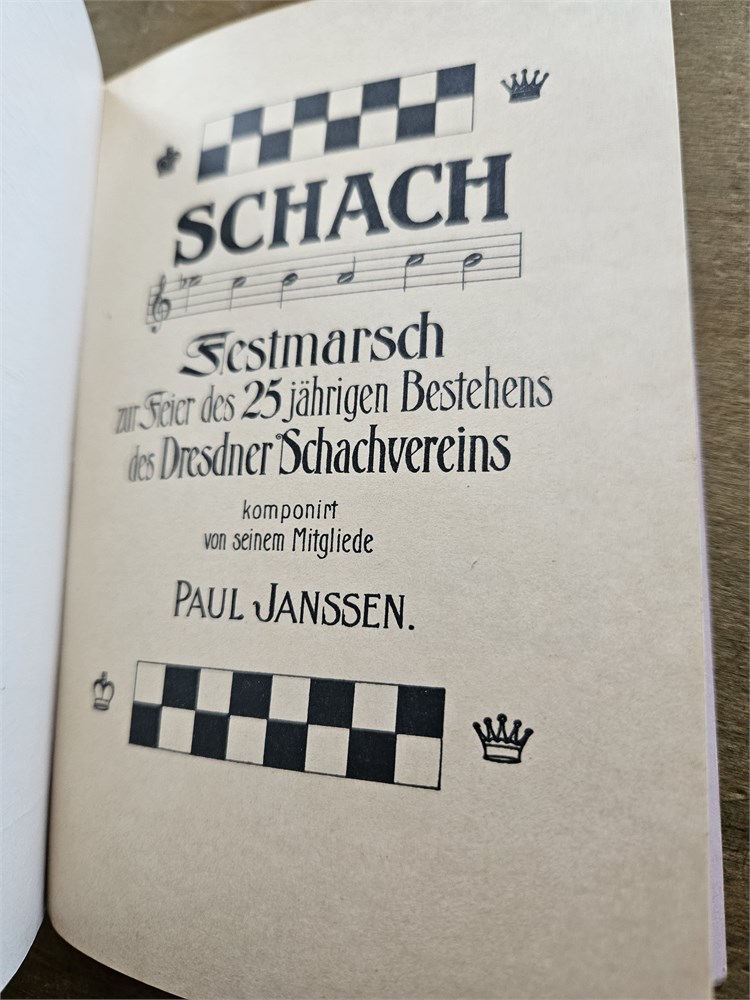 SCHACH
Festmarsch
zur Feier des 25 jährigen Bestehens
des Dresdner Schachvereins
komponirt
von seinem Mitgliede
PAUL JANSSEN.